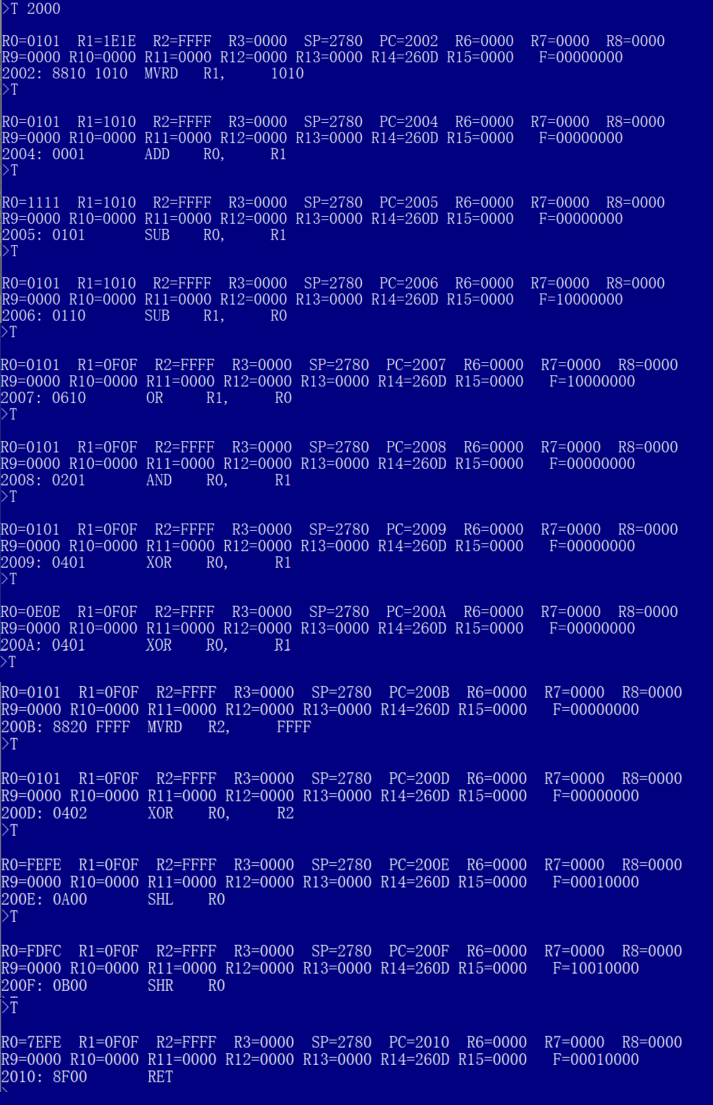 >T 2000
R0=0101 R1=1E1E R2=FFFF R3=0000 SP=2780 PC=2002 R6=0000 R7=0000 R8=0000
R9=0000 R10=0000 R11=0000 R12=0000 R13=0000 R14=260D R15=0000 F=00000000
2002: 8810 1010 MVRD R1, 1010
>T
R0=0101 R1=1010 R2=FFFF R3=0000 SP=2780 PC=2004 R6=0000 R7=0000 R8=0000
R9=0000 R10=0000 R11=0000 R12=0000 R13=0000 R14=260D R15=0000 F=00000000
2004: 0001 ADD R0, R1
>T
R0=1111 R1=1010 R2=FFFF R3=0000 SP=2780 PC=2005 R6=0000 R7=0000 R8=0000
R9=0000 R10=0000 R11=0000 R12=0000 R13=0000 R14=260D R15=0000 F=00000000
2005: 0101 SUB R0, R1
>T
R0=0101 R1=1010 R2=FFFF R3=0000 SP=2780 PC=2006 R6=0000 R7=0000 R8=0000
R9=0000 R10=0000 R11=0000 R12=0000 R13=0000 R14=260D R15=0000 F=10000000
2006: 0110 SUB R1, R0
>T
R0=0101 R1=0F0F R2=FFFF R3=0000 SP=2780 PC=2007 R6=0000 R7=0000 R8=0000
R9=0000 R10=0000 R11=0000 R12=0000 R13=0000 R14=260D R15=0000 F=10000000
2007: 0610 OR R1, R0
>T
R0=0101 R1=0F0F R2=FFFF R3=0000 SP=2780 PC=2008 R6=0000 R7=0000 R8=0000
R9=0000 R10=0000 R11=0000 R12=0000 R13=0000 R14=260D R15=0000 F=00000000
2008: 0201 AND R0, R1
>T
R0=0101 R1=0F0F R2=FFFF R3=0000 SP=2780 PC=2009 R6=0000 R7=0000 R8=0000
R9=0000 R10=0000 R11=0000 R12=0000 R13=0000 R14=260D R15=0000 F=00000000
2009: 0401 XOR R0, R1
>T
R0=0E0E R1=0F0F R2=FFFF R3=0000 SP=2780 PC=200A R6=0000 R7=0000 R8=0000
R9=0000 R10=0000 R11=0000 R12=0000 R13=0000 R14=260D R15=0000 F=00000000
200A: 0401 XOR R0, R1
>T
R0=0101 R1=0F0F R2=FFFF R3=0000 SP=2780 PC=200B R6=0000 R7=0000 R8=0000
R9=0000 R10=0000 R11=0000 R12=0000 R13=0000 R14=260D R15=0000 F=00000000
200B: 8820 FFFF MVRD R2, FFFF
>T
R0=0101 R1=0F0F R2=FFFF R3=0000 SP=2780 PC=200D R6=0000 R7=0000 R8=0000
R9=0000 R10=0000 R11=0000 R12=0000 R13=0000 R14=260D R15=0000 F=00000000
200D: 0402 XOR R0, R2
>T
R0=FEFE R1=0F0F R2=FFFF R3=0000 SP=2780 PC=200E R6=0000 R7=0000 R8=0000
R9=0000 R10=0000 R11=0000 R12=0000 R13=0000 R14=260D R15=0000 F=00010000
200E: 0A00 SHL R0
>T
R0=FDFC R1=0F0F R2=FFFF R3=0000 SP=2780 PC=200F R6=0000 R7=0000 R8=0000
R9=0000 R10=0000 R11=0000 R12=0000 R13=0000 R14=260D R15=0000 F=10010000
200F: 0B00 SHR R0
>T
R0=7EFE R1=0F0F R2=FFFF R3=0000 SP=2780 PC=2010 R6=0000 R7=0000 R8=0000
R9=0000 R10=0000 R11=0000 R12=0000 R13=0000 R14=260D R15=0000 F=00010000
2010: 8F00 RET